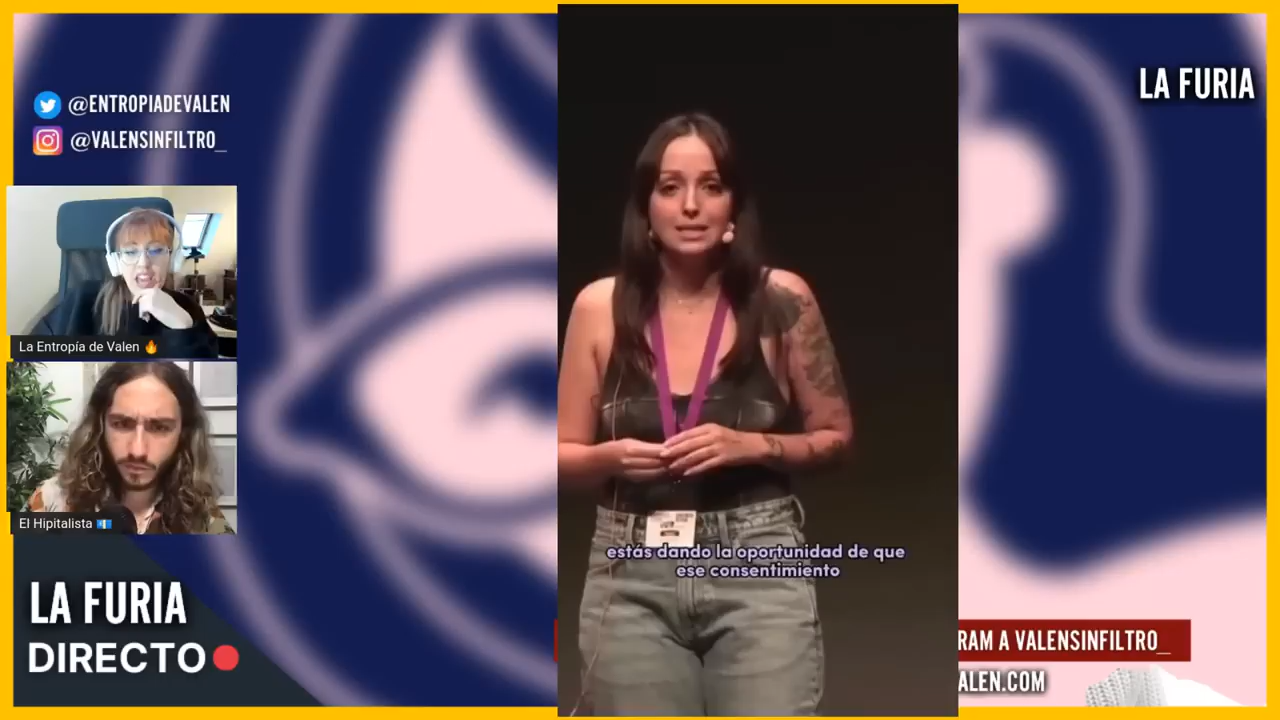 @ENTROPIADEVALEN
@VALENSINFILTRO_
LA FURIA
La Entropía de Valen
El Hipitalista
estás dando la oportunidad de que
ese consentimiento
LA FURIA
DIRECTO
RAM A VALENSINFILTRO_
ALEN.COM